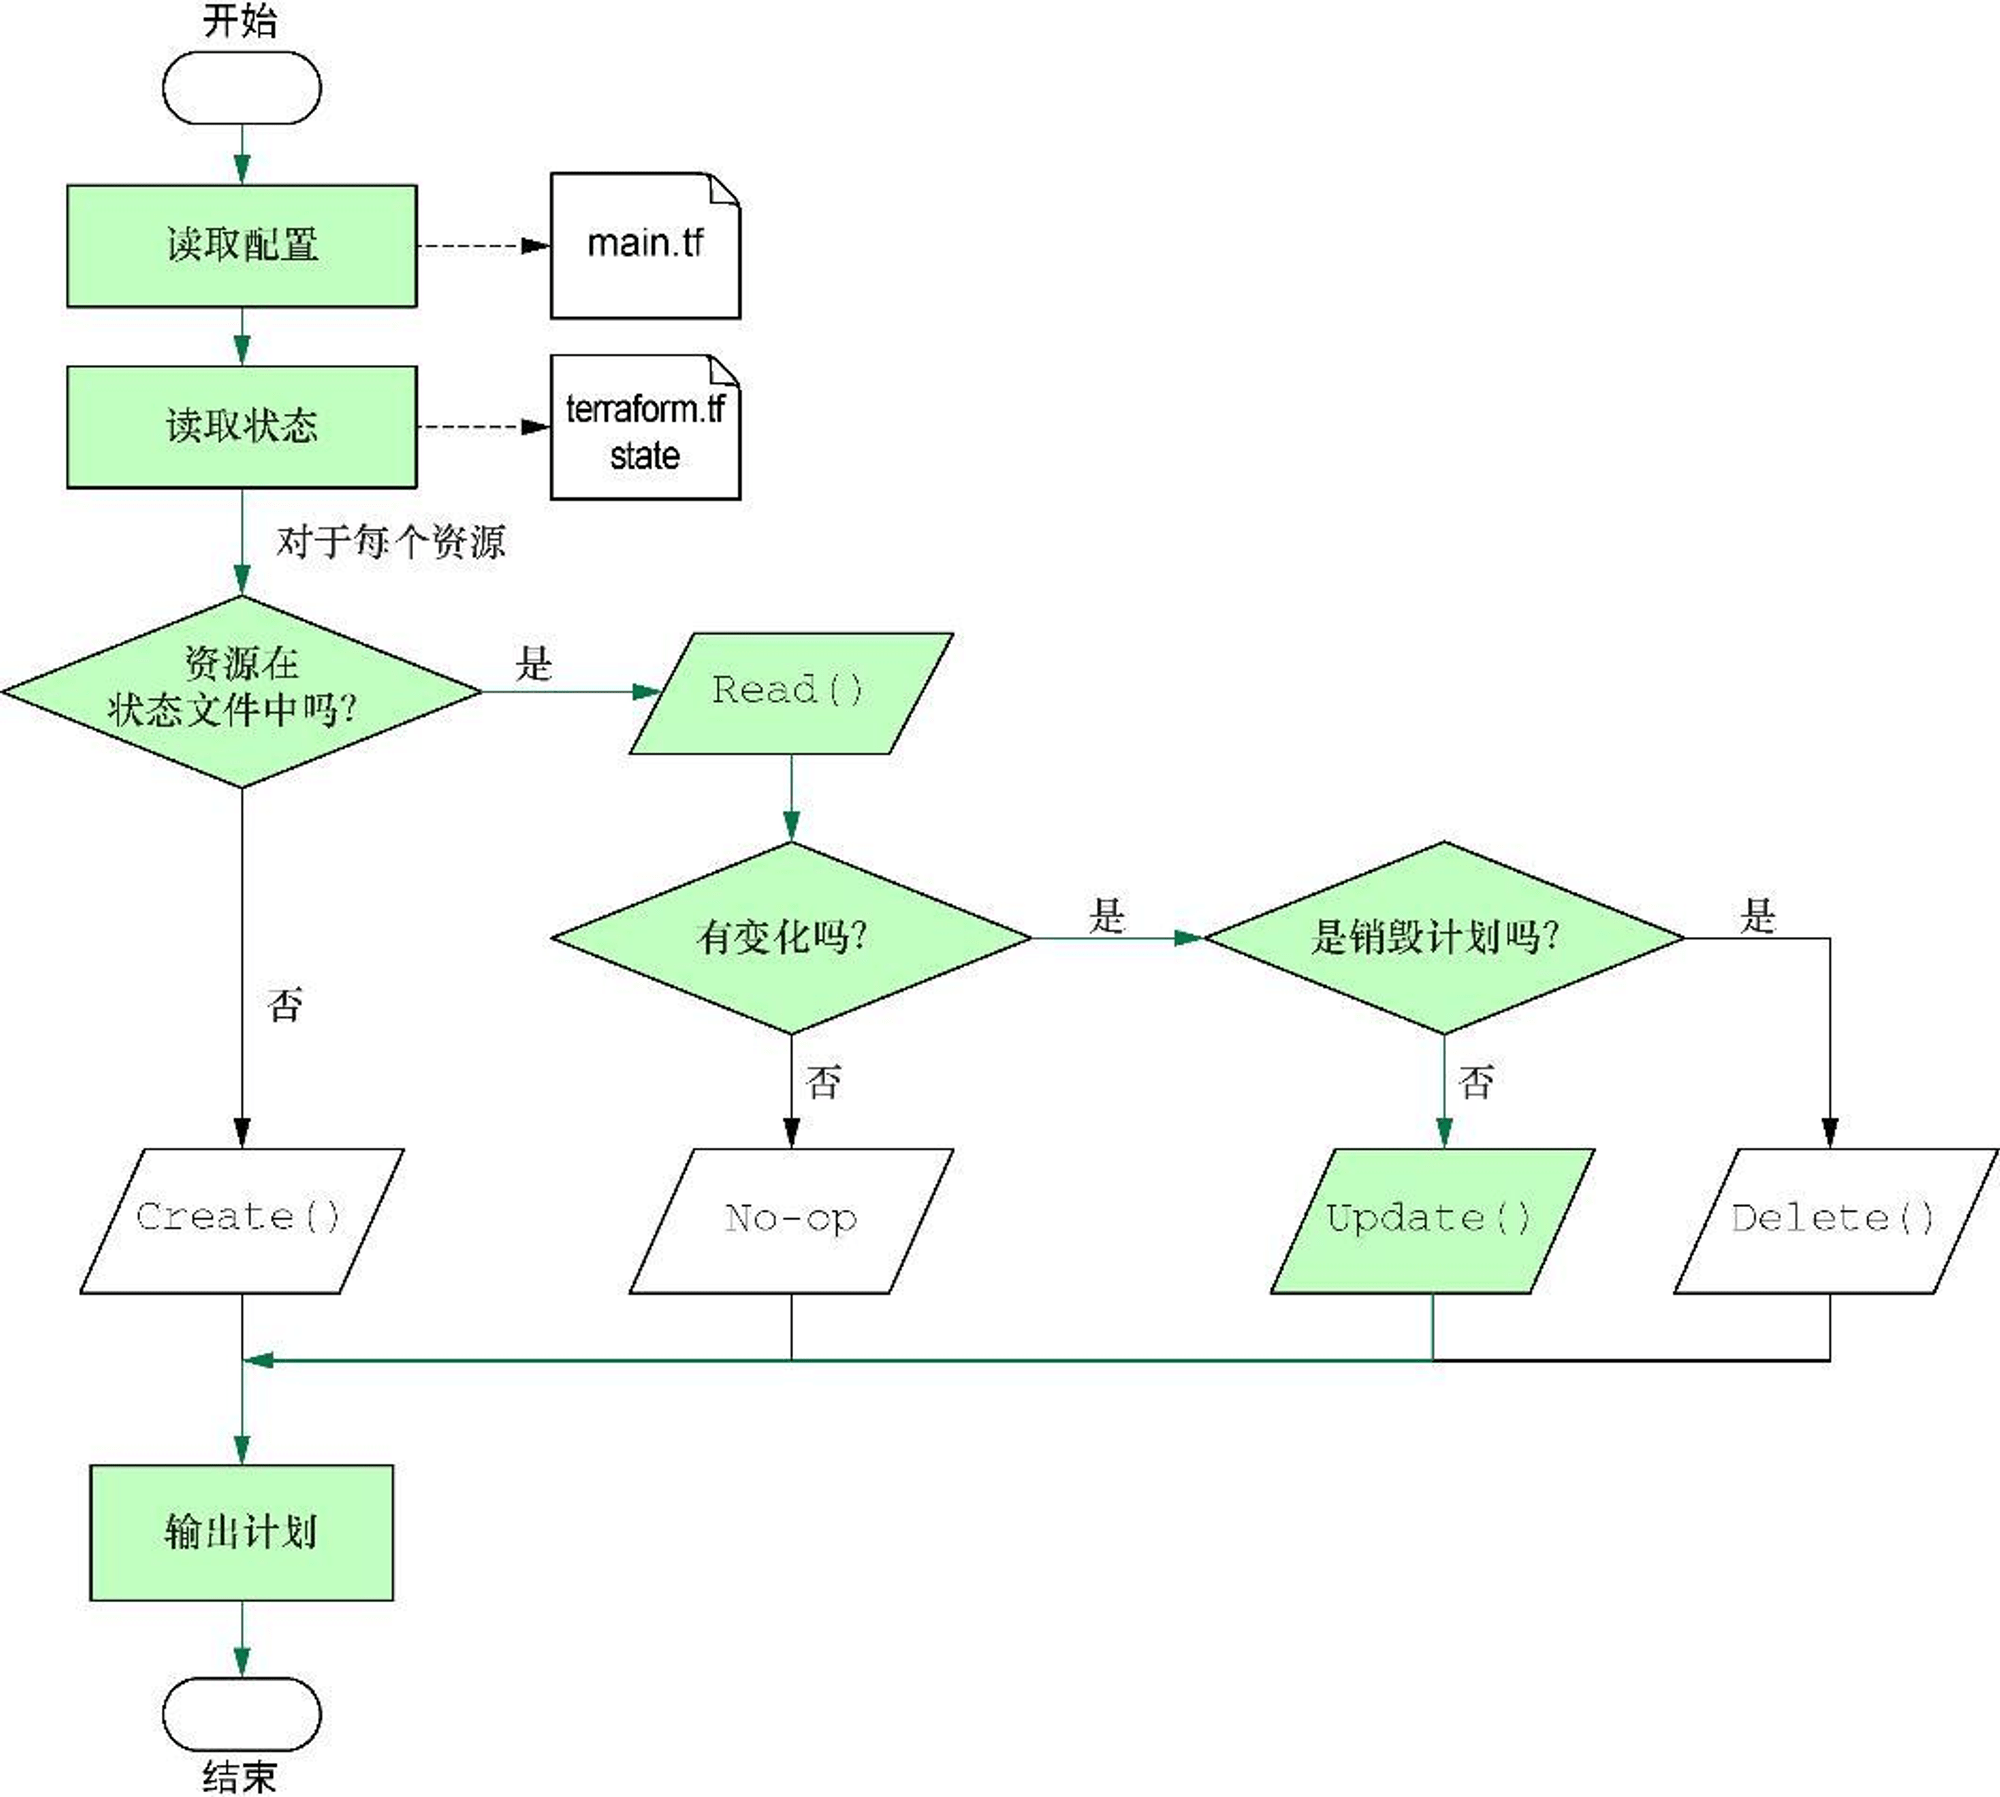 开始
读取配置
main.tf
读取状态
terraform.tf
state
对于每个资源
资源在
状态文件中吗?
是
Read()
有变化吗?
是
是销毁计划吗?
是
否
否
否
Create()
No-op
Update()
Delete()
输出计划
结束